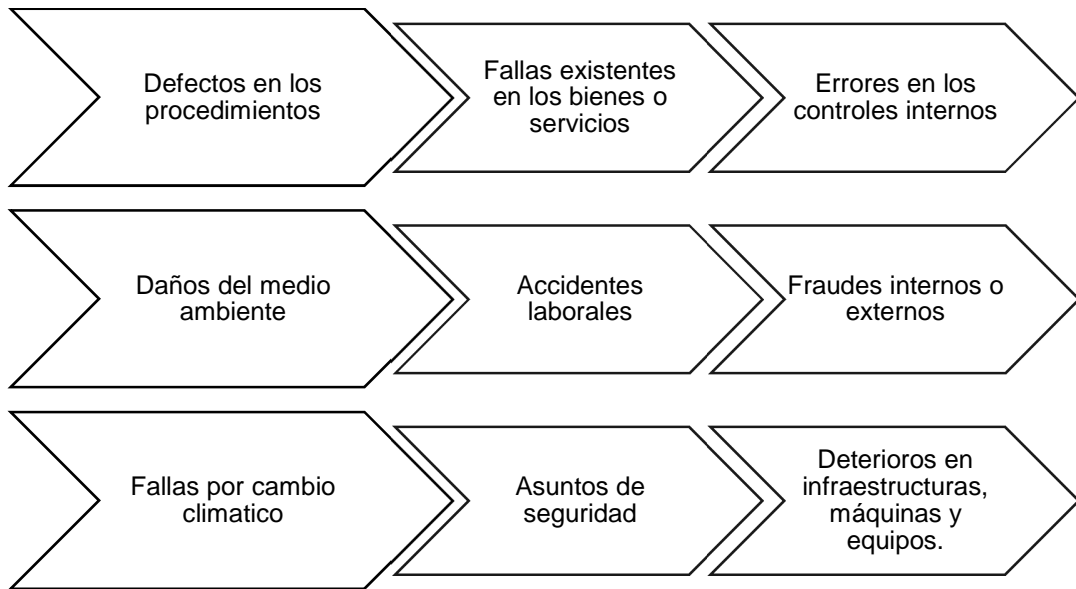 Defectos en los
procedimientos
Fallas existentes
en los bienes o
servicios
Errores en los
controles internos
Daños del medio
ambiente
Accidentes
laborales
Fraudes internos o
externos
Fallas por cambio
climatico
Asuntos de
seguridad
Deterioros en
infraestructuras,
máquinas y
equipos.